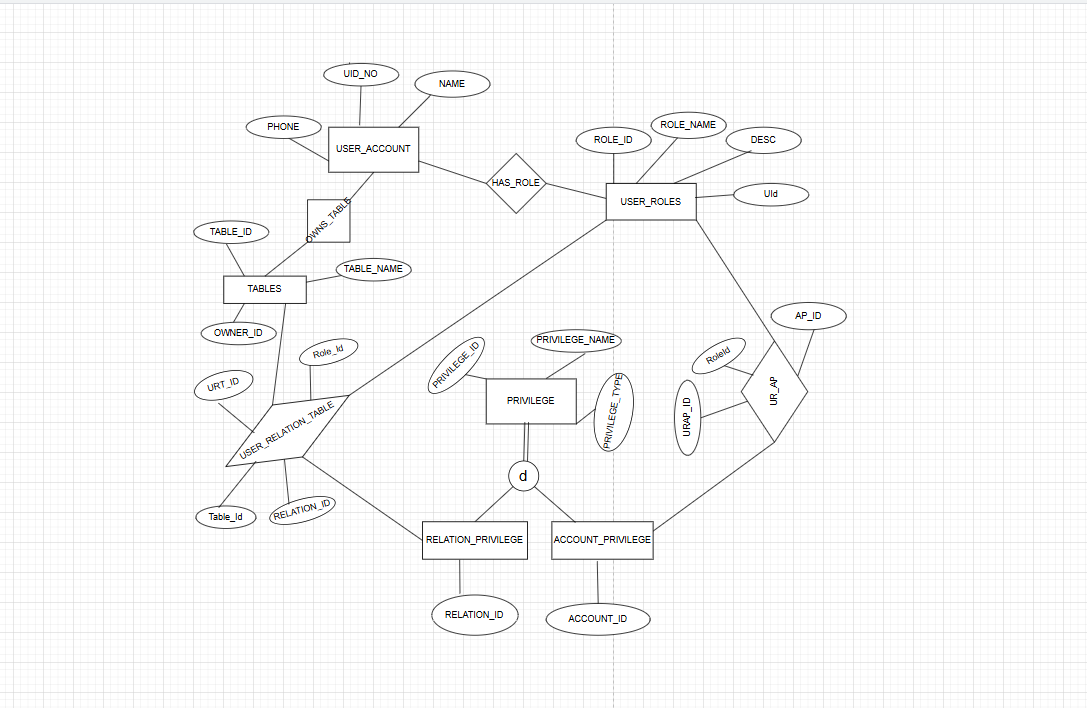 UID_NO
NAME
PHONE
USER_ACCOUNT
ROLE_ID
ROLE_NAME
DESC
HAS_ROLE
USER_ROLES
UId
OWNS_TABLE
TABLE_ID
TABLE_NAME
TABLES
OWNER_ID
AP_ID
Role_Id
PRIVILEGE_ID
PRIVILEGE_NAME
RoleId
URT_ID
PRIVILEGE
PRIVILEGE_TYPE
URAP_ID
UR_AP
USER_RELATION_TABLE
d
Table_Id
RELATION_ID
RELATION_PRIVILEGE
ACCOUNT_PRIVILEGE
RELATION_ID
ACCOUNT_ID